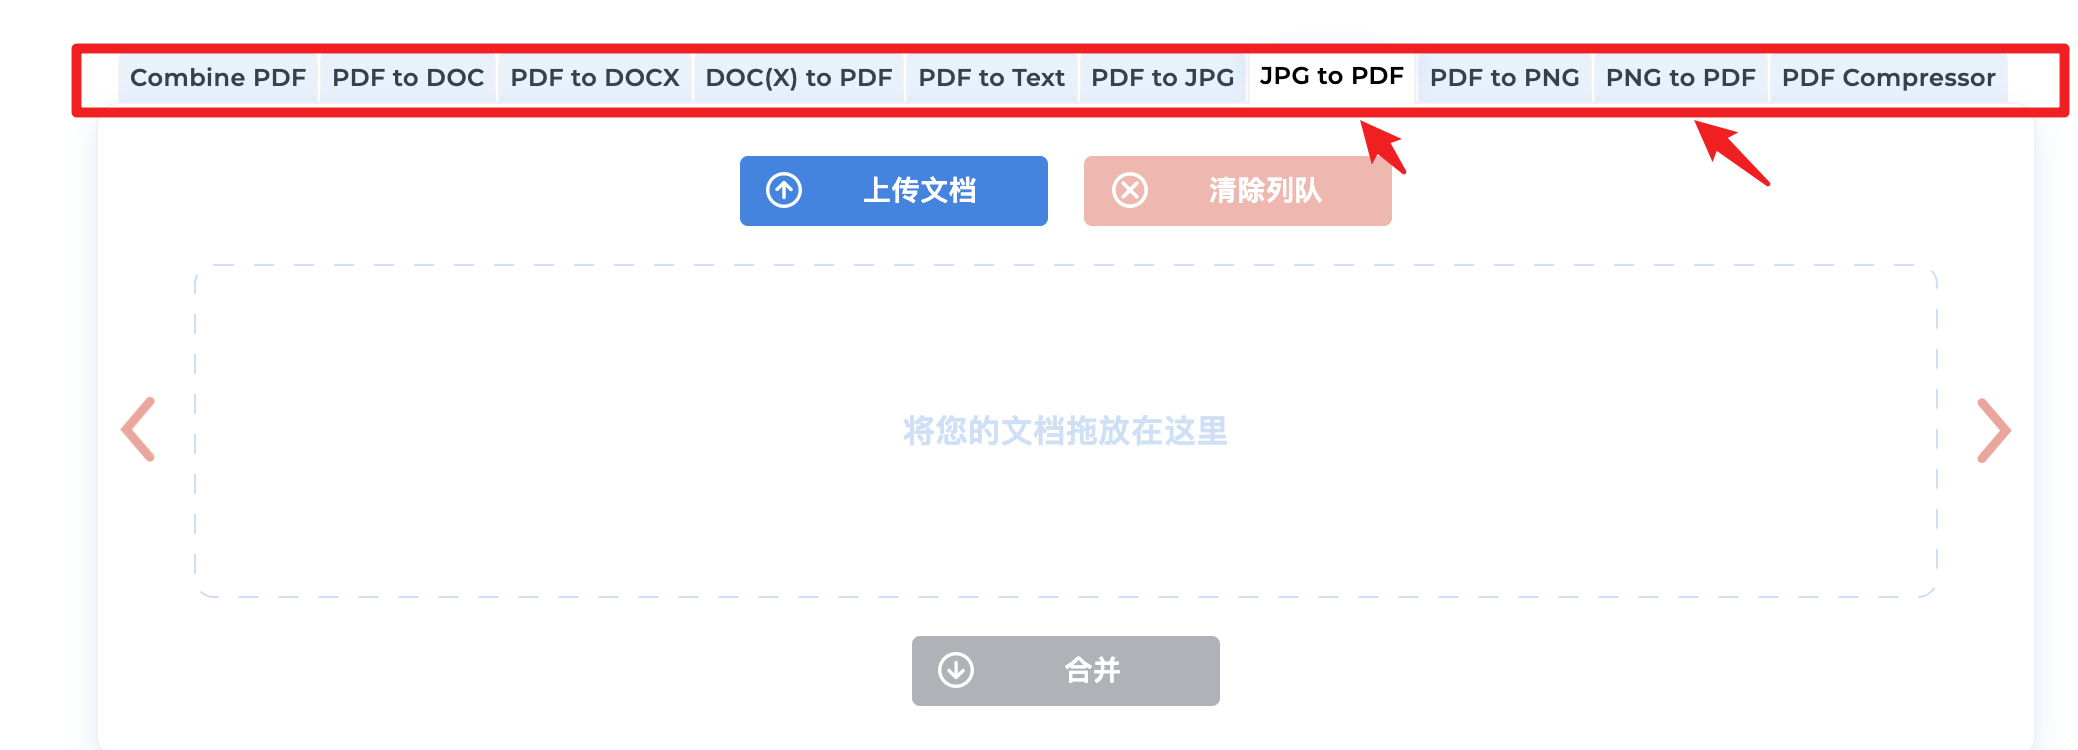 Combine PDF PDF to DOC PDF to DOCX DOC(X) to PDF PDF to Text PDF to JPG JPG to PDF PDF to PNG PNG to PDF PDF Compressor
上传文档 清除列队
将您的文档拖放在这里
合并